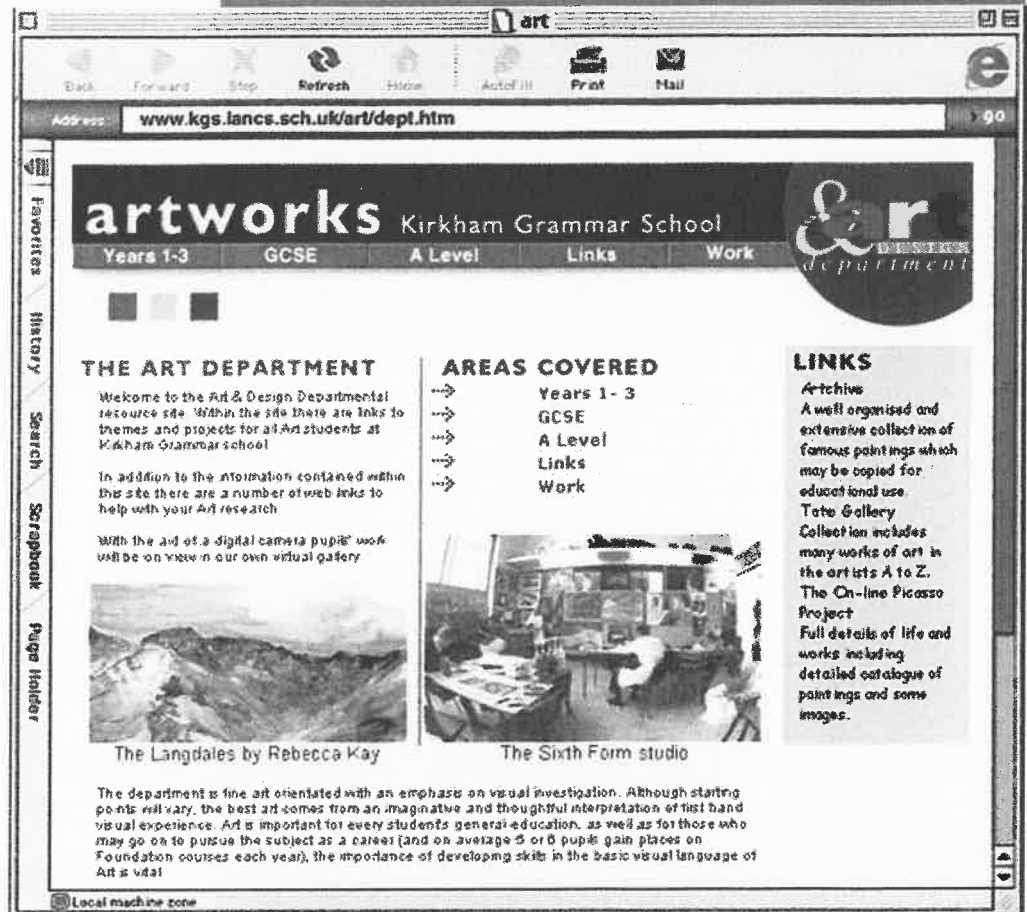 art
Back
Forward
Stop
Refresh
Home
AutoFill
Print
Mail
Address
www.kgs.lancs.sch.uk/art/dept.htm
go
Favorites
History
Search
Scrapbook
Page Holder
artworks Kirkham Grammar School
&art
DESIGN
department
Years 1-3
GCSE
A Level
Links
Work
THE ART DEPARTMENT
Welcome to the Art & Design Departmental
resource site. Within the site there are links to
themes and projects for all Art students at
Kirkham Grammar school
In addition to the information contained within
this site there are a number of web links to
help with your Art research
With the aid of a digital camera pupils' work
will be on view in our own virtual gallery
The Langdales by Rebecca Kay
AREAS COVERED
Years 1- 3
GCSE
A Level
Links
Work
The Sixth Form studio
LINKS
Artchive
A well organised and
extensive collection of
famous paintings which
may be copied for
educational use.
Tate Gallery
Collection includes
many works of art in
the artists A to Z.
The On-line Picasso
Project
Full details of life and
works including
detailed catalogue of
paintings and some
images.
The department is fine art orientated with an emphasis on visual investigation. Although starting
points will vary, the best art comes from an imaginative and thoughtful interpretation of first hand
visual experience. Art is important for every student's general education, as well as for those who
may go on to pursue the subject as a career (and on average 5 or 6 pupils gain places on
Foundation courses each year), the importance of developing skills in the basic visual language of
Art is vital
Local machine zone